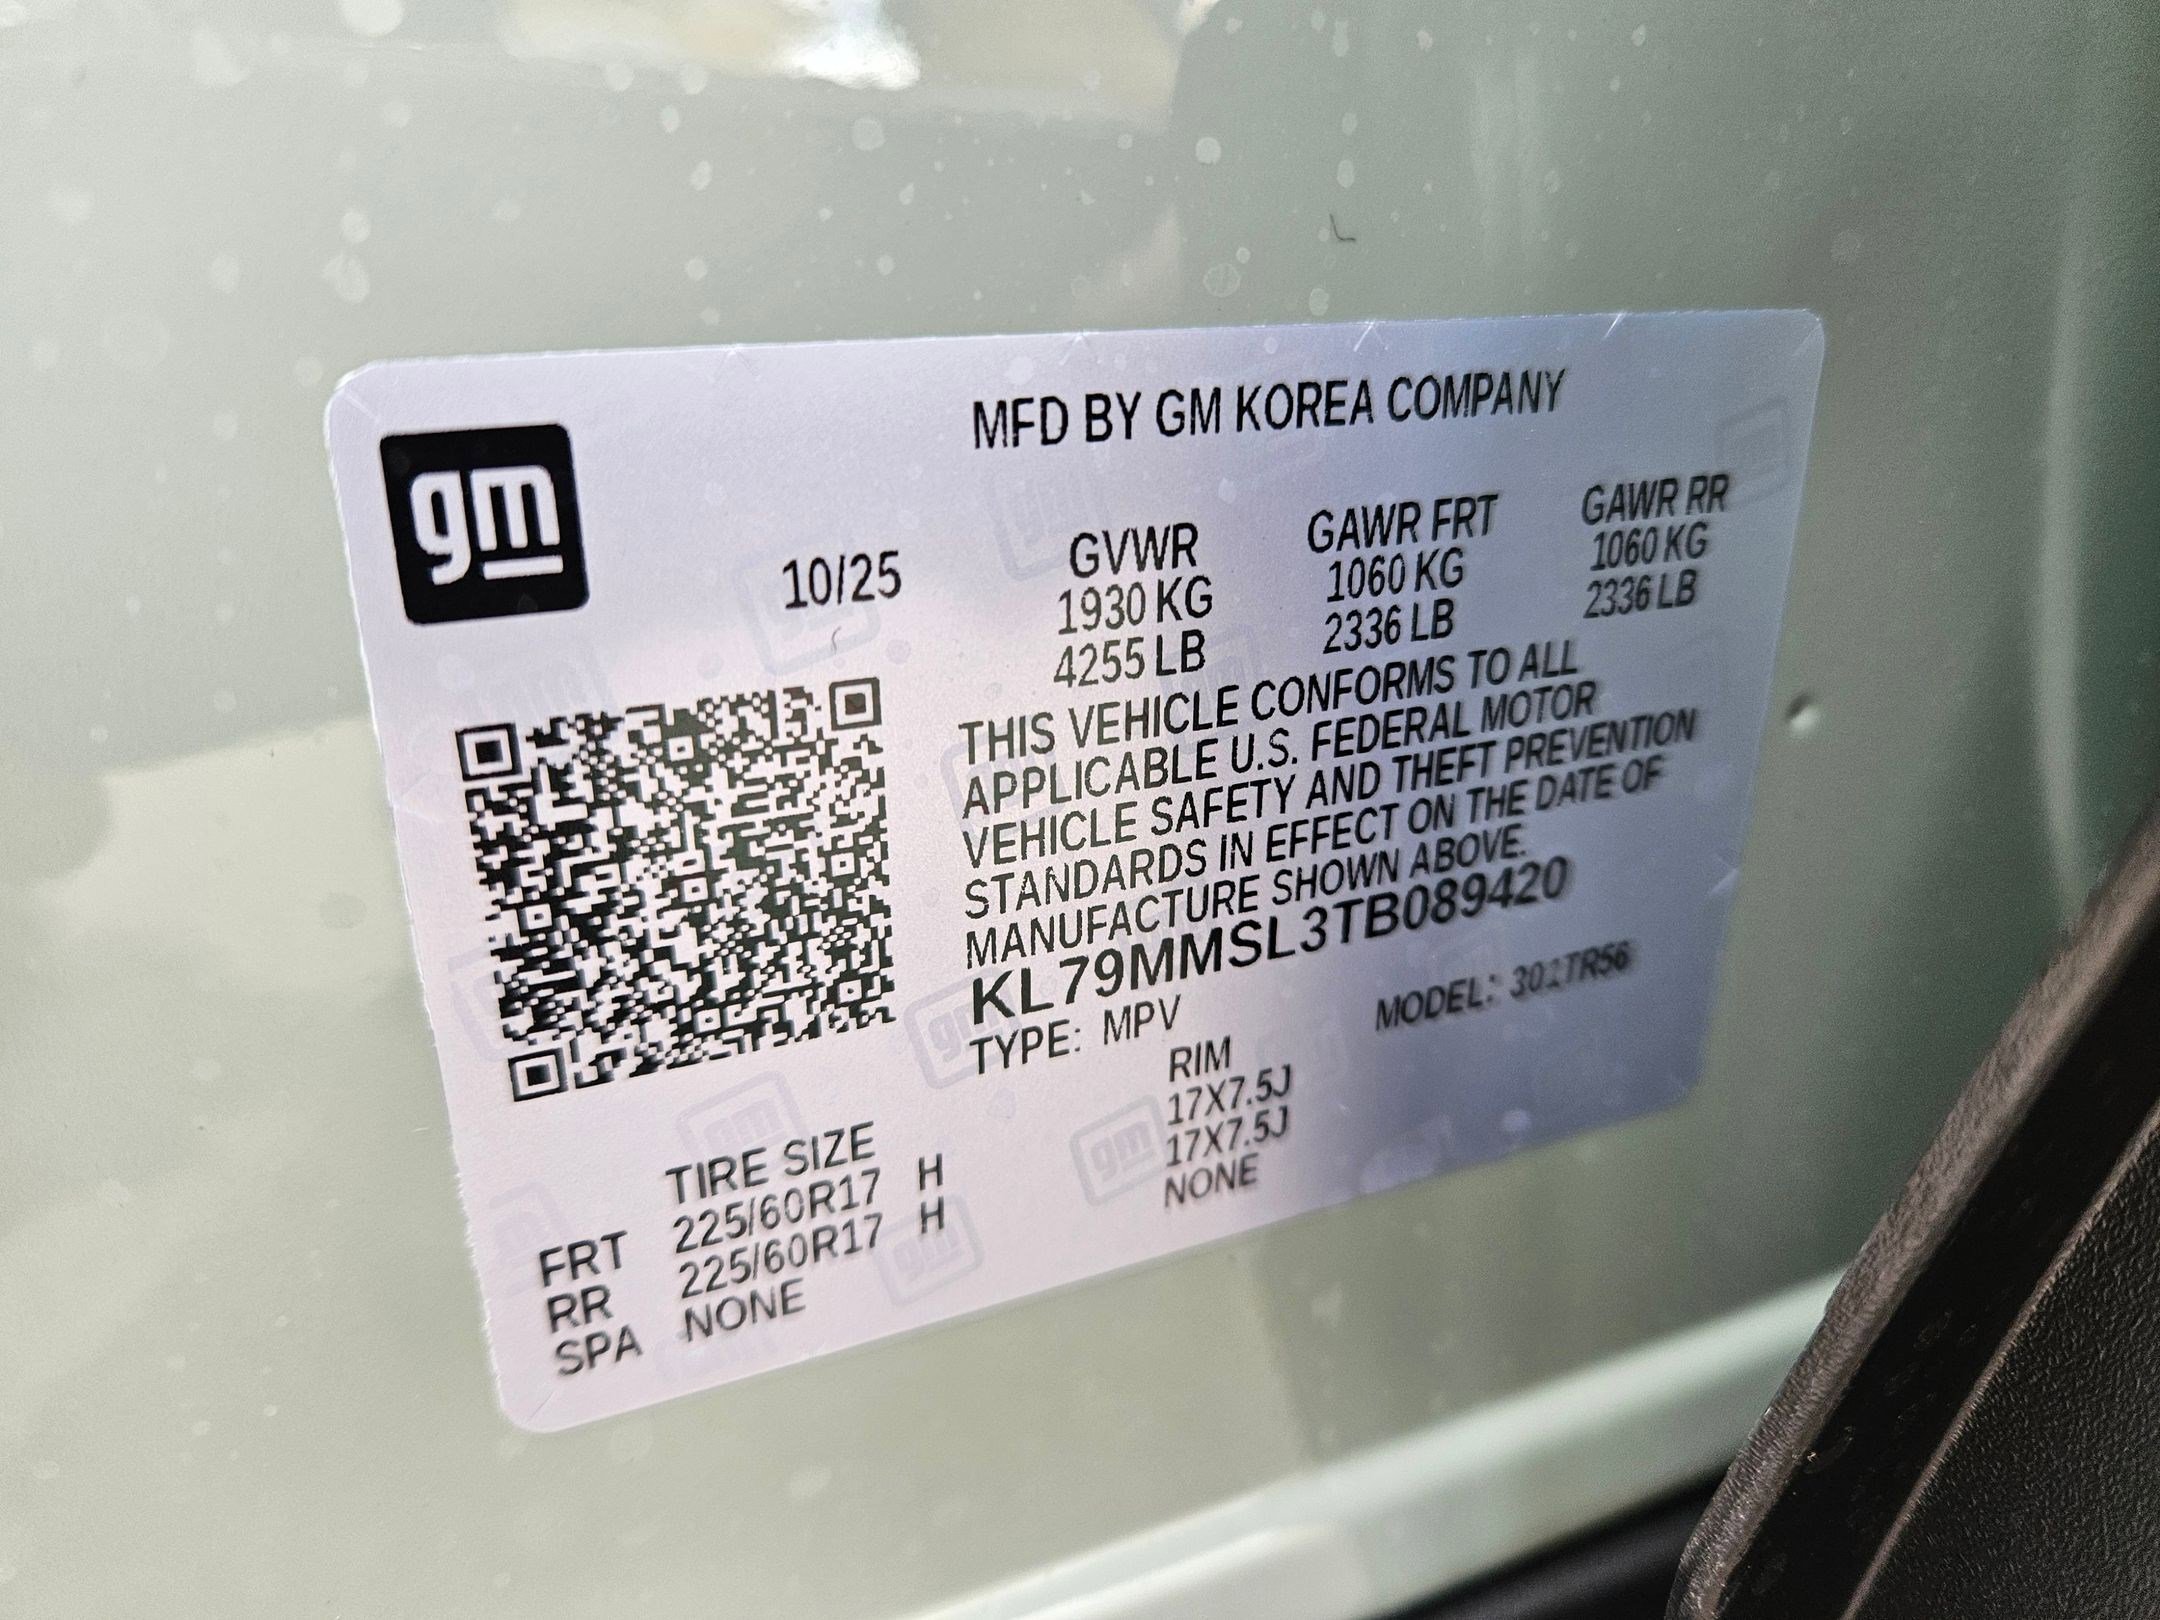 gm
MFD BY GM KOREA COMPANY
10/25
GVWR GAWR FRT GAWR RR
1930 KG 1060 KG 1060 KG
4255 LB 2336 LB 2336 LB
THIS VEHICLE CONFORMS TO ALL
APPLICABLE U.S. FEDERAL MOTOR
VEHICLE SAFETY AND THEFT PREVENTION
STANDARDS IN EFFECT ON THE DATE OF
MANUFACTURE SHOWN ABOVE.
KL79MMSL3TB089420
TYPE: MPV MODEL:
TIRE SIZE RIM
FRT 225/60R17 H 17X7.5J
RR 225/60R17 H 17X7.5J
SPA NONE NONE